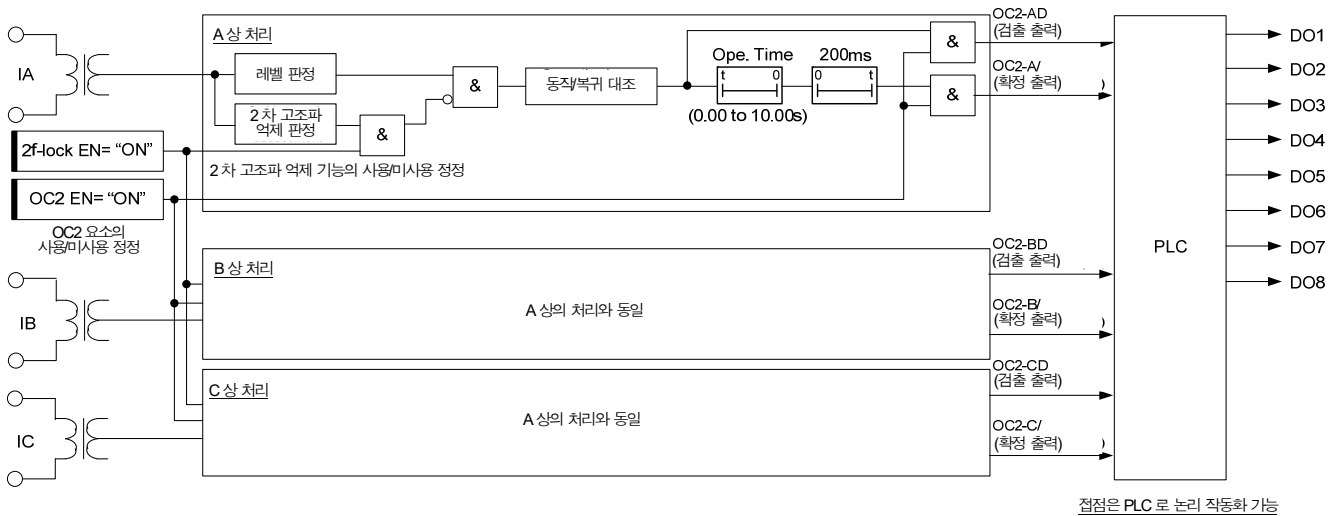 A 상 처리
IA
레벨 판정
2 차 고조파
억제 판정
&
&
동작/복귀 대조
Ope. Time
t 0
(0.00 to 10.00s)
200ms
0 t
&
&
OC2-AD
(검출 출력)
OC2-A/
(확정 출력)
)
2f-lock EN= “ON”
2 차 고조파 억제 기능의 사용/미사용 정정
OC2 EN= “ON”
OC2 요소의
사용/미사용 정정
IB
B 상 처리
A 상의 처리와 동일
OC2-BD
(검출 출력)
OC2-B/
(확정 출력)
)
IC
C 상 처리
A 상의 처리와 동일
OC2-CD
(검출 출력)
OC2-C/
(확정 출력)
)
PLC
DO1
DO2
DO3
DO4
DO5
DO6
DO7
DO8
접점은 PLC 로 논리 작동화 가능